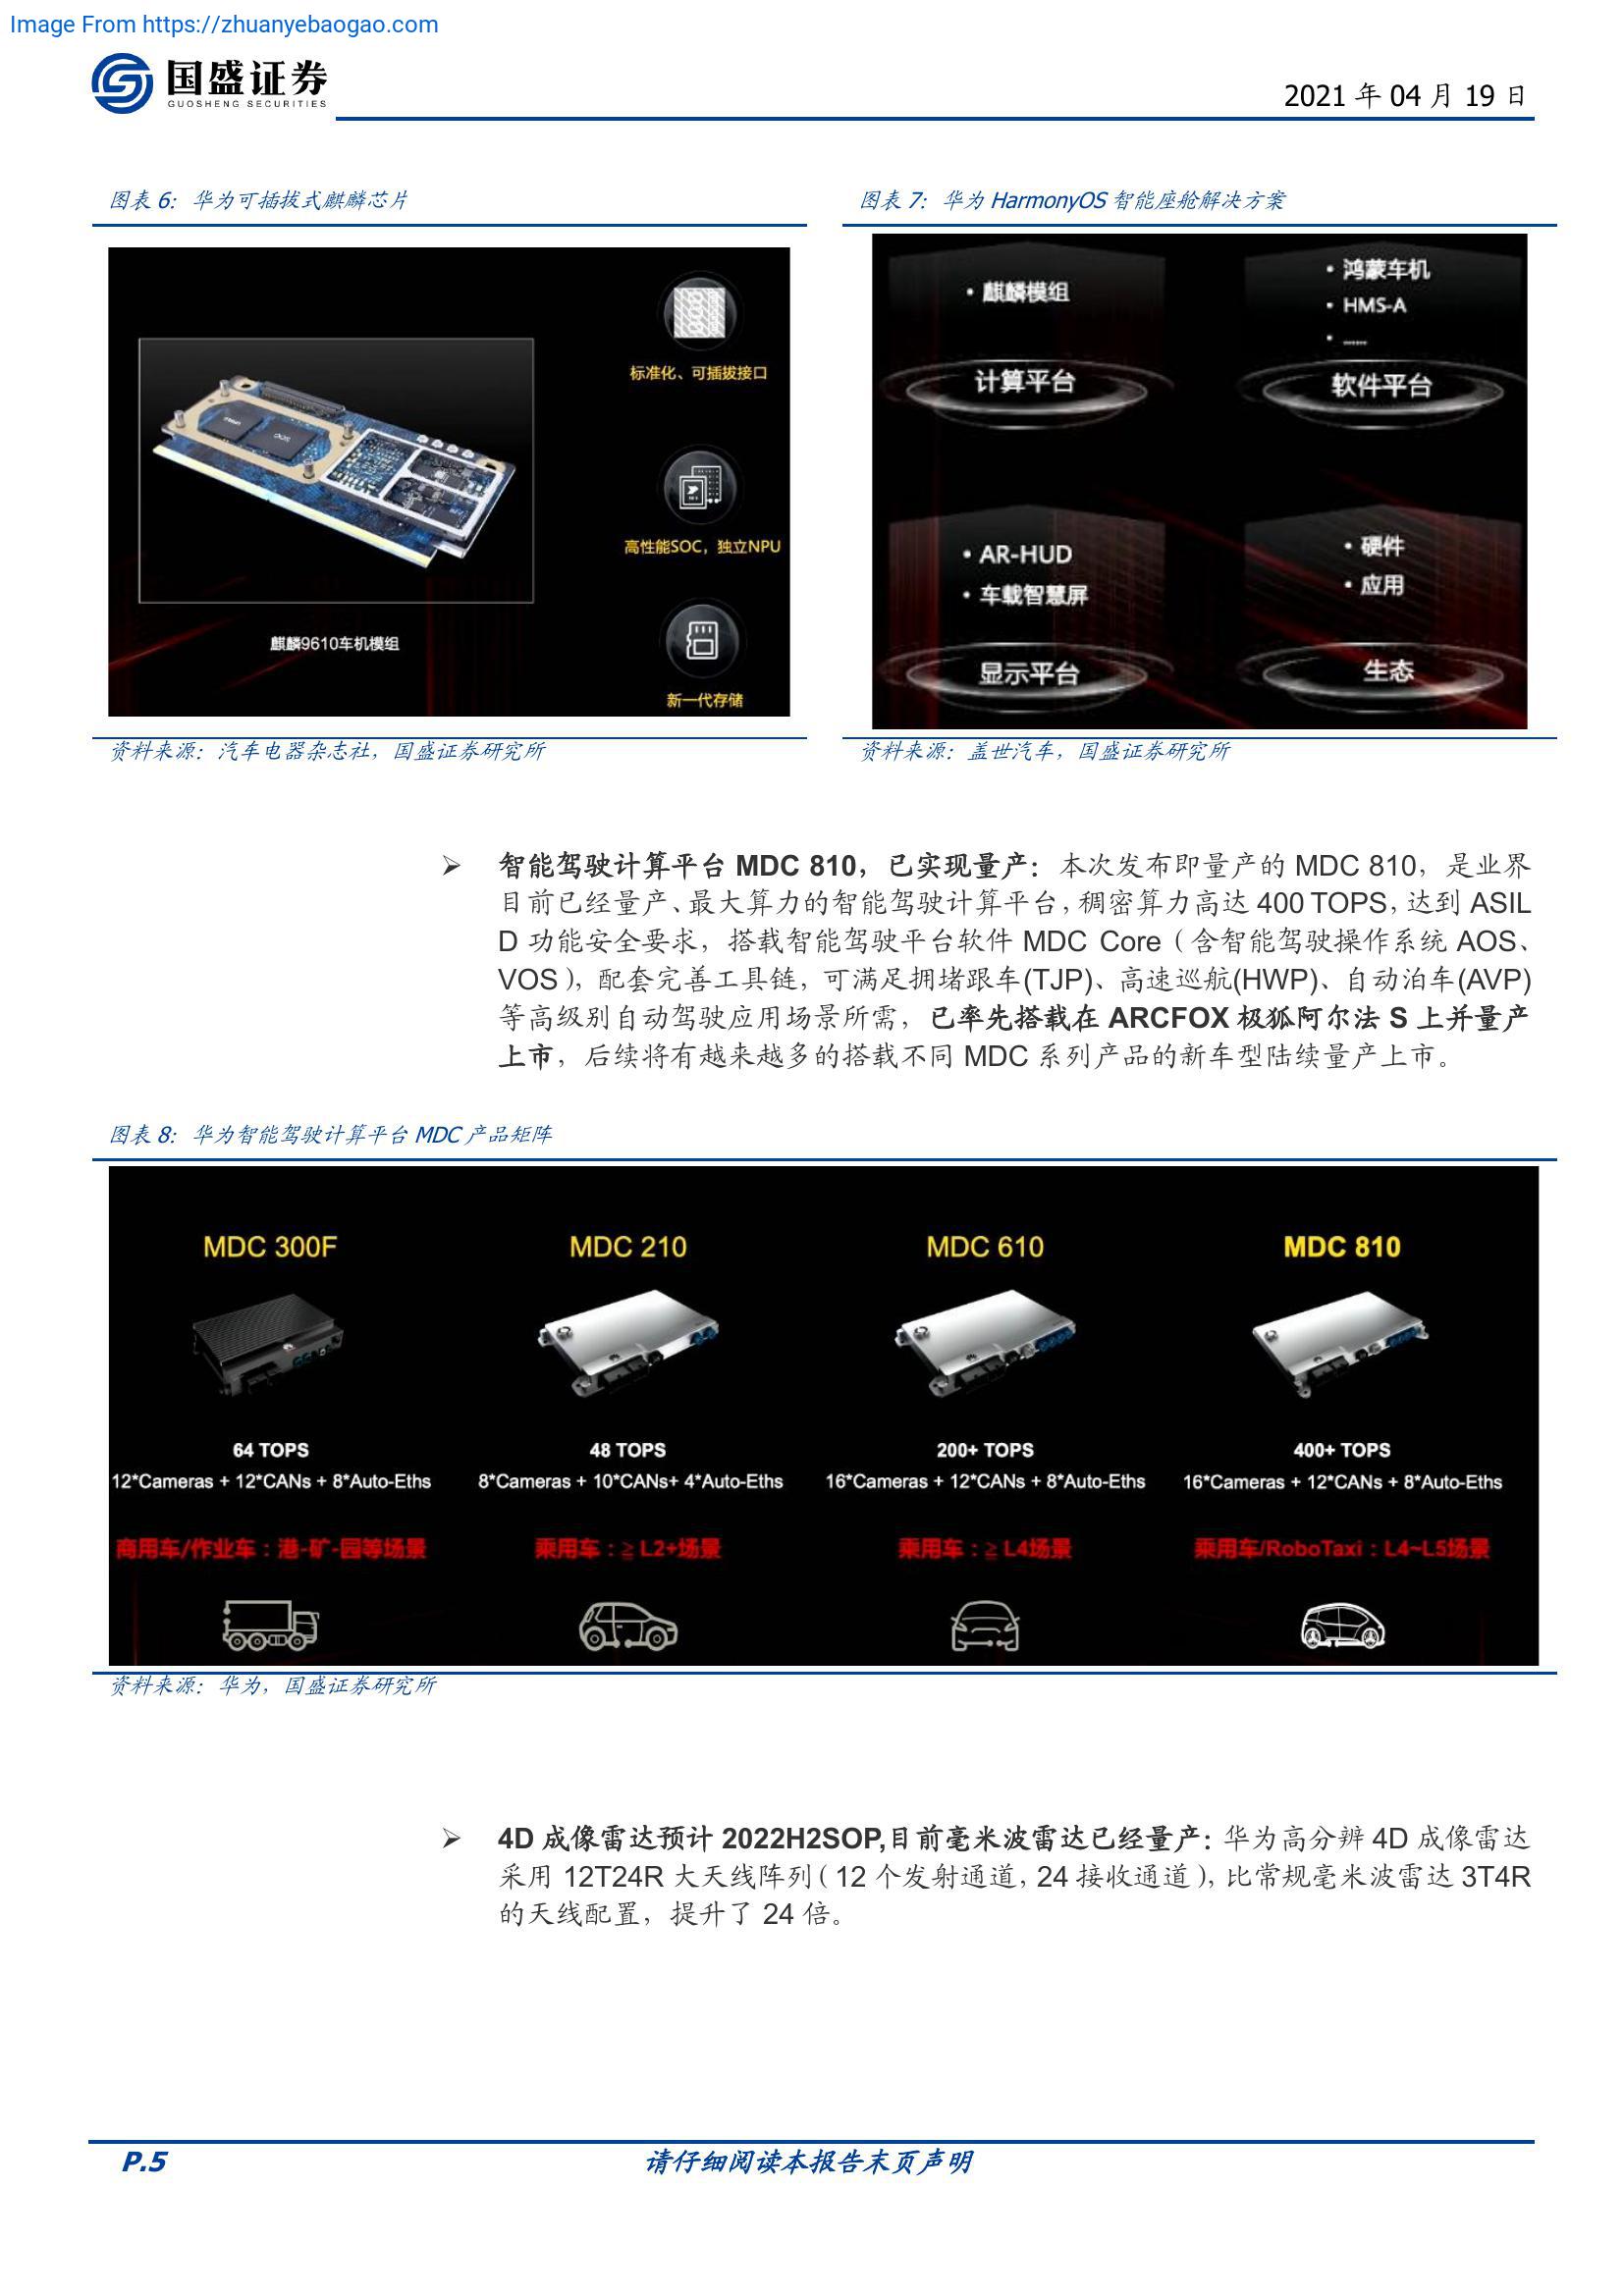 Image From https://zhuanyebaogao.com
国盛证券
GUOSHENG SECURITIES
2021 年 04 月 19 日
图表 6：华为可插拔式麒麟芯片
标准化、可插拔接口
高性能SOC，独立NPU
麒麟9610车机模组
新一代存储
资料来源：汽车电器杂志社，国盛证券研究所
图表 7：华为 HarmonyOS 智能座舱解决方案
• 麒麟模组
计算平台
• 鸿蒙车机
• HMS-A
• ......
软件平台
• AR-HUD
• 车载智慧屏
显示平台
• 硬件
• 应用
生态
资料来源：盖世汽车，国盛证券研究所
➢ 智能驾驶计算平台 MDC 810，已实现量产：本次发布即量产的 MDC 810，是业界
目前已经量产、最大算力的智能驾驶计算平台，稠密算力高达 400 TOPS，达到 ASIL
D 功能安全要求，搭载智能驾驶平台软件 MDC Core（含智能驾驶操作系统 AOS、
VOS），配套完善工具链，可满足拥堵跟车(TJP)、高速巡航(HWP)、自动泊车(AVP)
等高级别自动驾驶应用场景所需，已率先搭载在 ARCFOX 极狐阿尔法 S 上并量产
上市，后续将有越来越多的搭载不同 MDC 系列产品的新车型陆续量产上市。
图表 8：华为智能驾驶计算平台 MDC 产品矩阵
MDC 300F
MDC 210
MDC 610
MDC 810
64 TOPS
48 TOPS
200+ TOPS
400+ TOPS
12*Cameras + 12*CANs + 8*Auto-Eths
8*Cameras + 10*CANs+ 4*Auto-Eths
16*Cameras + 12*CANs + 8*Auto-Eths
16*Cameras + 12*CANs + 8*Auto-Eths
商用车/作业车：港-矿-园等场景
乘用车：≥ L2+场景
乘用车：≥ L4场景
乘用车/RoboTaxi：L4~L5场景
资料来源：华为，国盛证券研究所
➢ 4D 成像雷达预计 2022H2SOP,目前毫米波雷达已经量产：华为高分辨 4D 成像雷达
采用 12T24R 大天线阵列（12 个发射通道，24 接收通道），比常规毫米波雷达 3T4R
的天线配置，提升了 24 倍。
P.5
请仔细阅读本报告末页声明